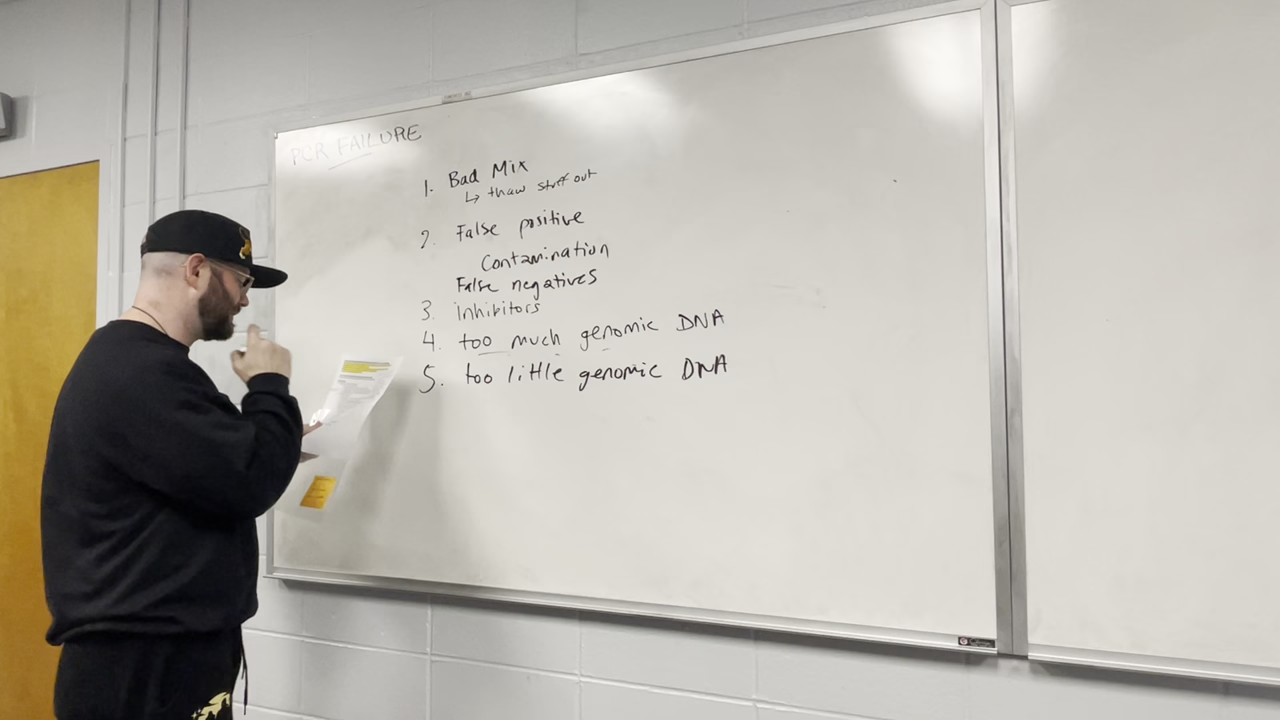 PCR FAILURE
1. Bad Mix
↳ thaw stuff out
2. False positive
Contamination
False negatives
3. inhibitors
4. too much genomic DNA
5. too little genomic DNA